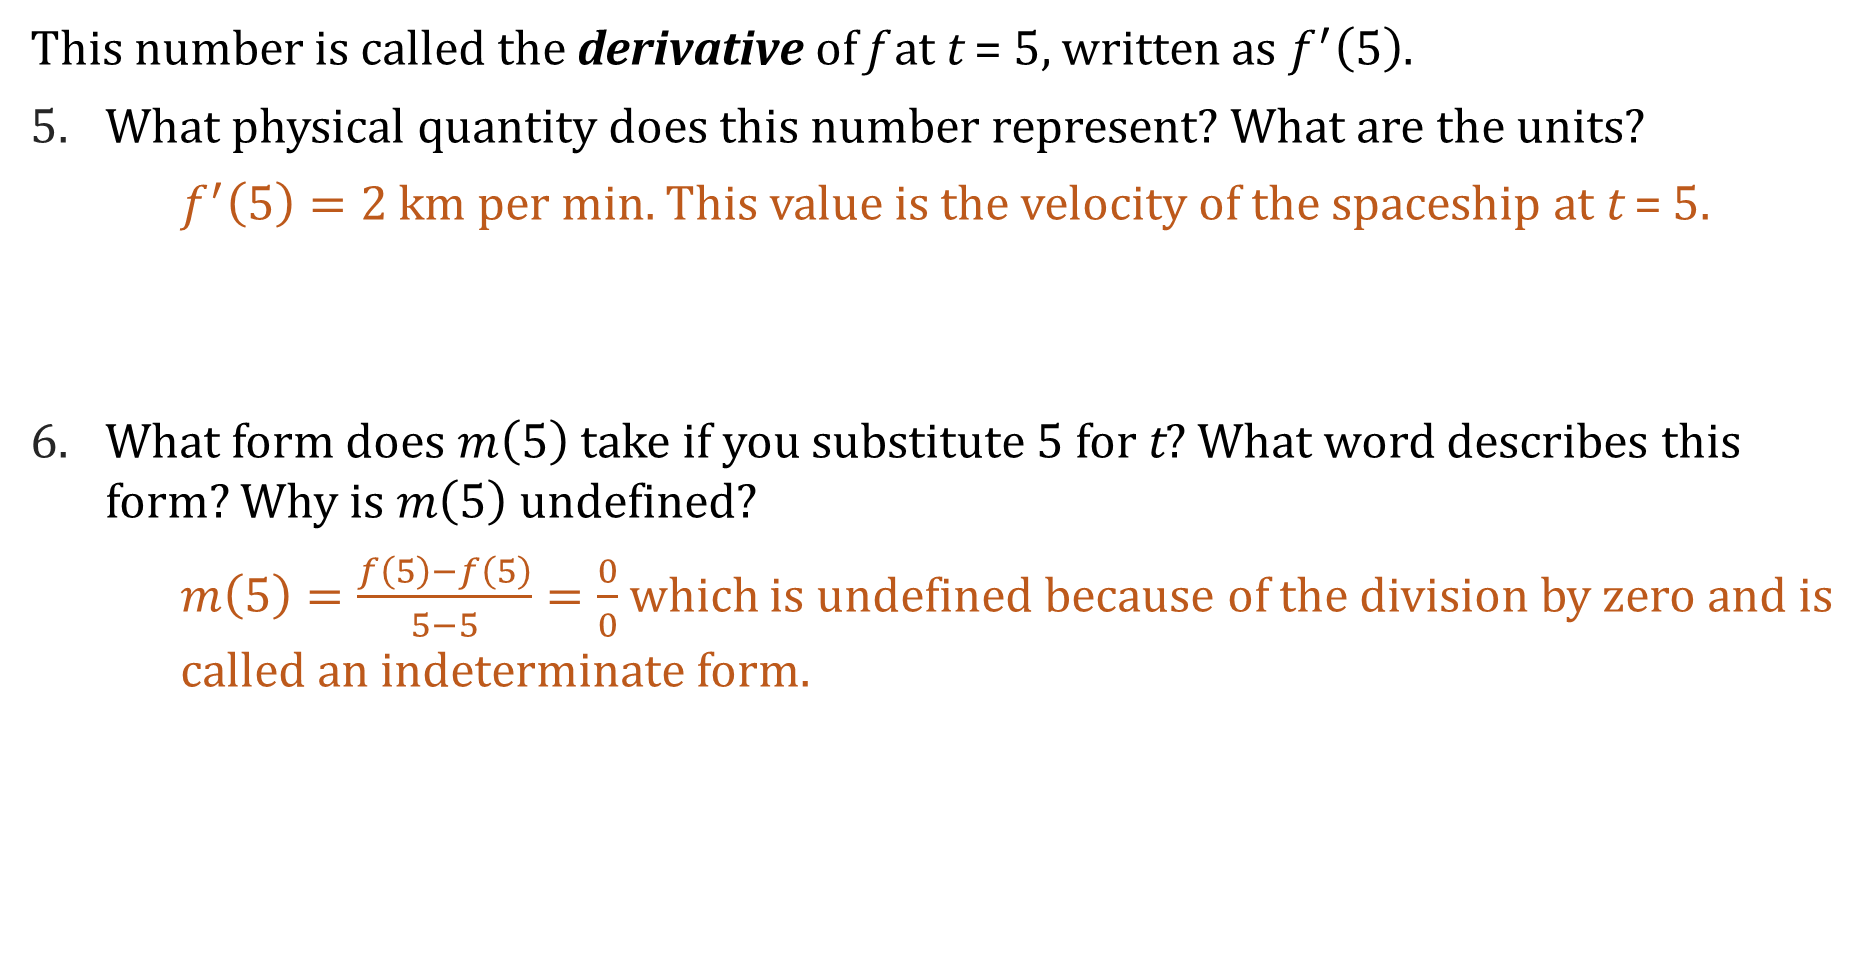 This number is called the derivative of f at t = 5, written as f′(5).
5. What physical quantity does this number represent? What are the units?
f′(5) = 2 km per min. This value is the velocity of the spaceship at t = 5.
6. What form does m(5) take if you substitute 5 for t? What word describes this
form? Why is m(5) undefined?
m(5) = \frac{f(5)−f(5)}{5−5} = \frac{0}{0} which is undefined because of the division by zero and is
called an indeterminate form.